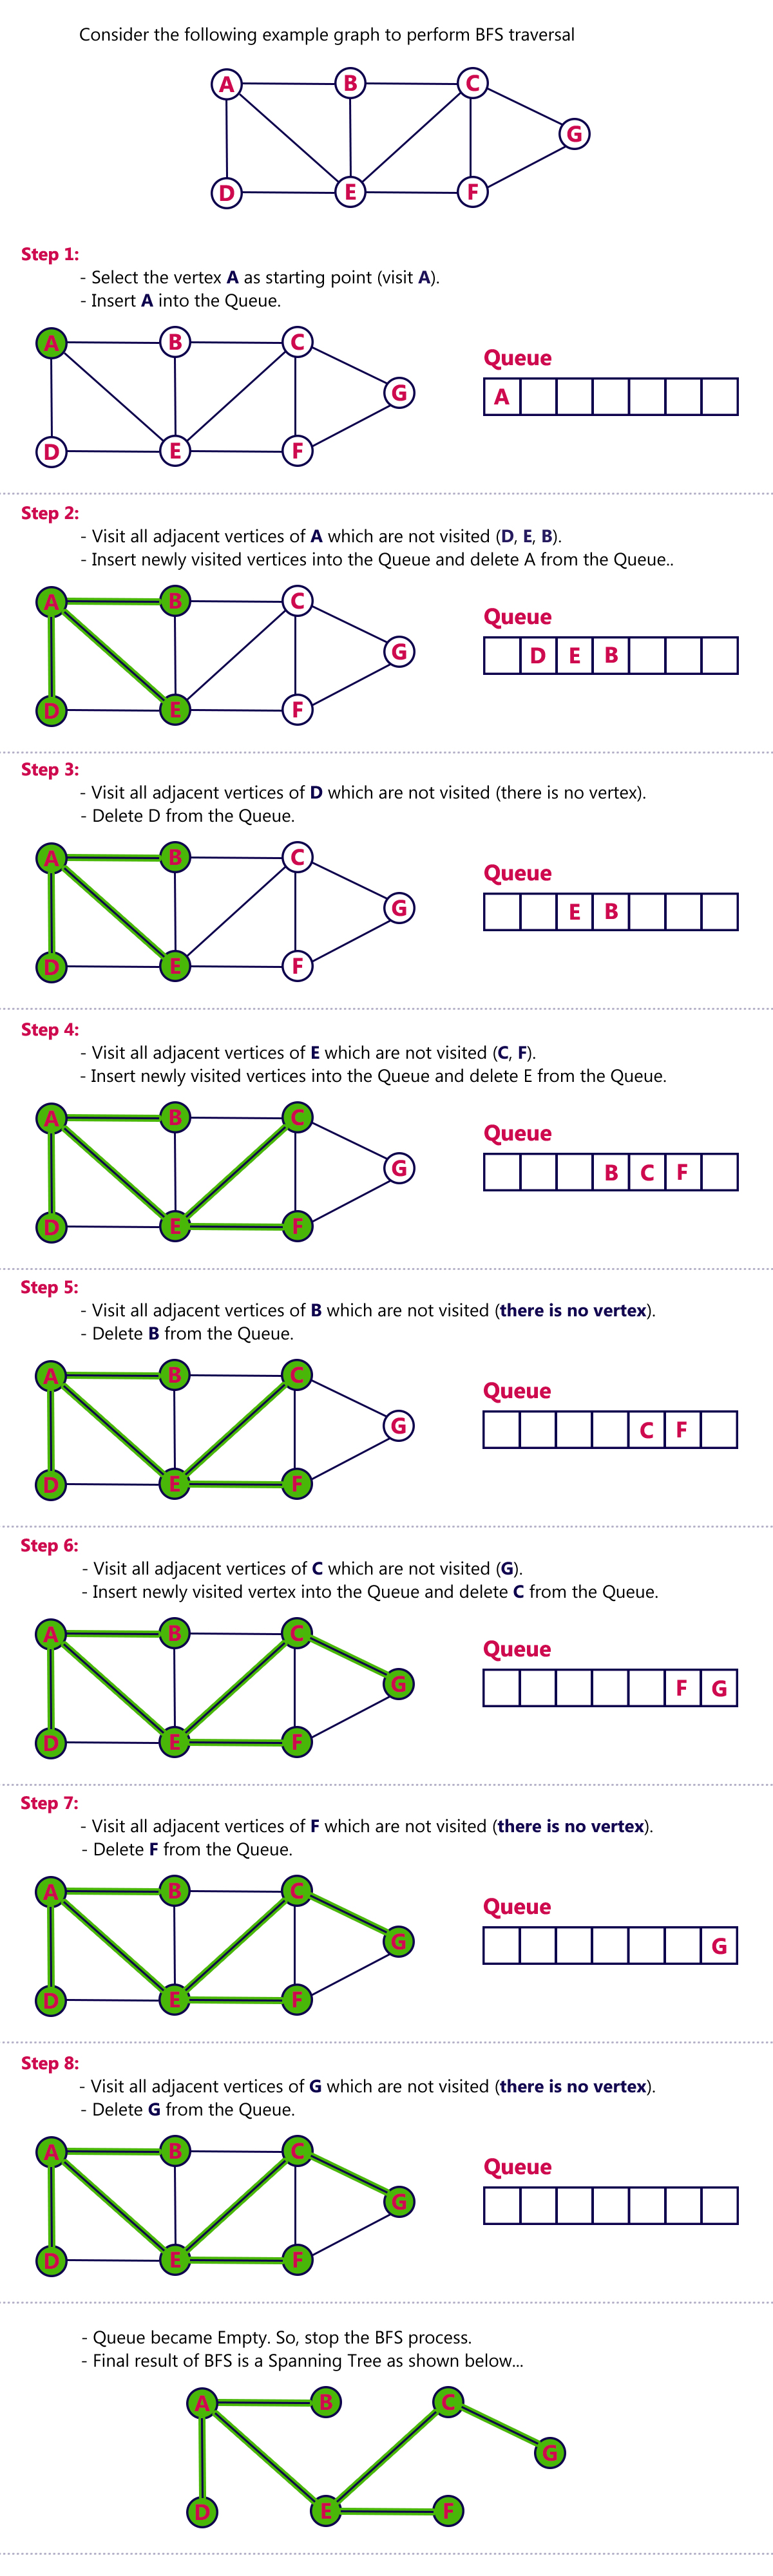 Consider the following example graph to perform BFS traversal
A B C
G
D E F
Step 1:
- Select the vertex A as starting point (visit A).
- Insert A into the Queue.
A B C
Queue
G
A
D E F
Step 2:
- Visit all adjacent vertices of A which are not visited (D, E, B).
- Insert newly visited vertices into the Queue and delete A from the Queue..
A B C
Queue
G
D E B
D E F
Step 3:
- Visit all adjacent vertices of D which are not visited (there is no vertex).
- Delete D from the Queue.
A B C
Queue
G
E B
D E F
Step 4:
- Visit all adjacent vertices of E which are not visited (C, F).
- Insert newly visited vertices into the Queue and delete E from the Queue.
A B C
Queue
G
B C F
D E F
Step 5:
- Visit all adjacent vertices of B which are not visited (there is no vertex).
- Delete B from the Queue.
A B C
Queue
G
C F
D E F
Step 6:
- Visit all adjacent vertices of C which are not visited (G).
- Insert newly visited vertex into the Queue and delete C from the Queue.
A B C
Queue
G
F G
D E F
Step 7:
- Visit all adjacent vertices of F which are not visited (there is no vertex).
- Delete F from the Queue.
A B C
Queue
G
G
D E F
Step 8:
- Visit all adjacent vertices of G which are not visited (there is no vertex).
- Delete G from the Queue.
A B C
Queue
G
D E F
- Queue became Empty. So, stop the BFS process.
- Final result of BFS is a Spanning Tree as shown below...
A B C
G
D E F